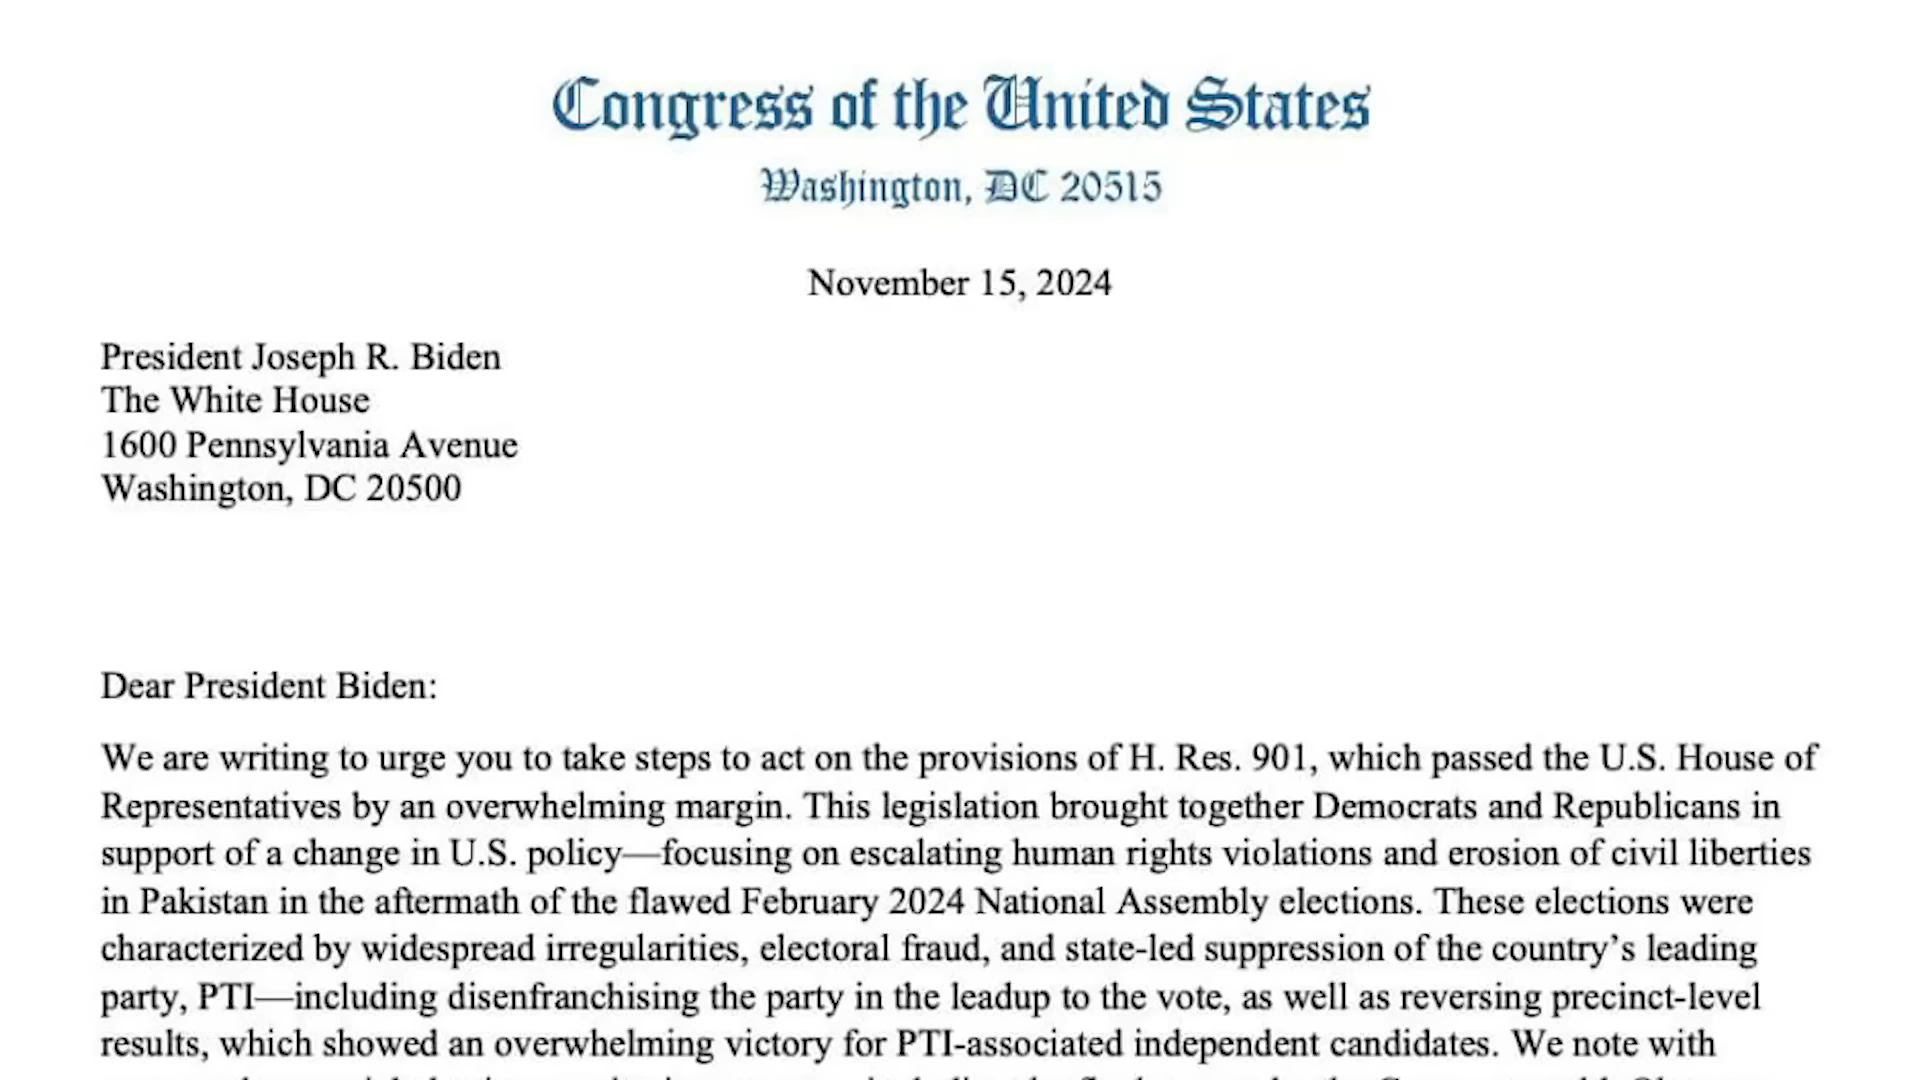 Congress of the United States
Washington, DC 20515
November 15, 2024
President Joseph R. Biden
The White House
1600 Pennsylvania Avenue
Washington, DC 20500
Dear President Biden:
We are writing to urge you to take steps to act on the provisions of H. Res. 901, which passed the U.S. House of
Representatives by an overwhelming margin. This legislation brought together Democrats and Republicans in
support of a change in U.S. policy—focusing on escalating human rights violations and erosion of civil liberties
in Pakistan in the aftermath of the flawed February 2024 National Assembly elections. These elections were
characterized by widespread irregularities, electoral fraud, and state-led suppression of the country’s leading
party, PTI—including disenfranchising the party in the leadup to the vote, as well as reversing precinct-level
results, which showed an overwhelming victory for PTI-associated independent candidates. We note with